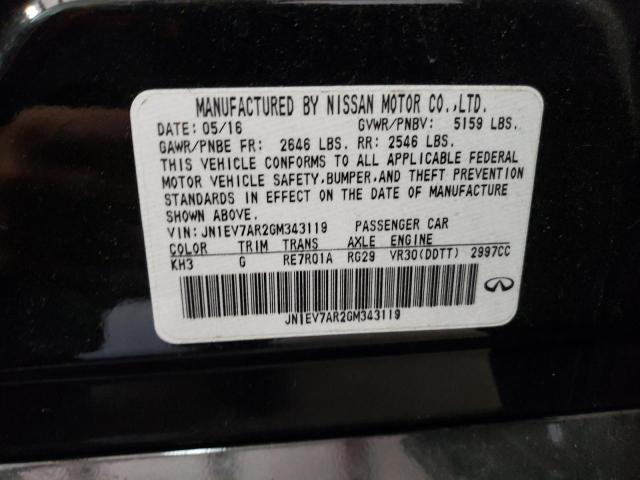 MANUFACTURED BY NISSAN MOTOR CO.,LTD.
DATE: 05/16 GVWR/PNBV: 5159 LBS.
GAWR/PNBE FR: 2646 LBS. RR: 2546 LBS.
THIS VEHICLE CONFORMS TO ALL APPLICABLE FEDERAL
MOTOR VEHICLE SAFETY,BUMPER,AND THEFT PREVENTION
STANDARDS IN EFFECT ON THE DATE OF MANUFACTURE
SHOWN ABOVE.
VIN: JN1EV7AR2GM343119 PASSENGER CAR
COLOR TRIM TRANS AXLE ENGINE
KH3 G RE7R01A RG29 VR30(DDTT) 2997CC
JN1EV7AR2GM343119